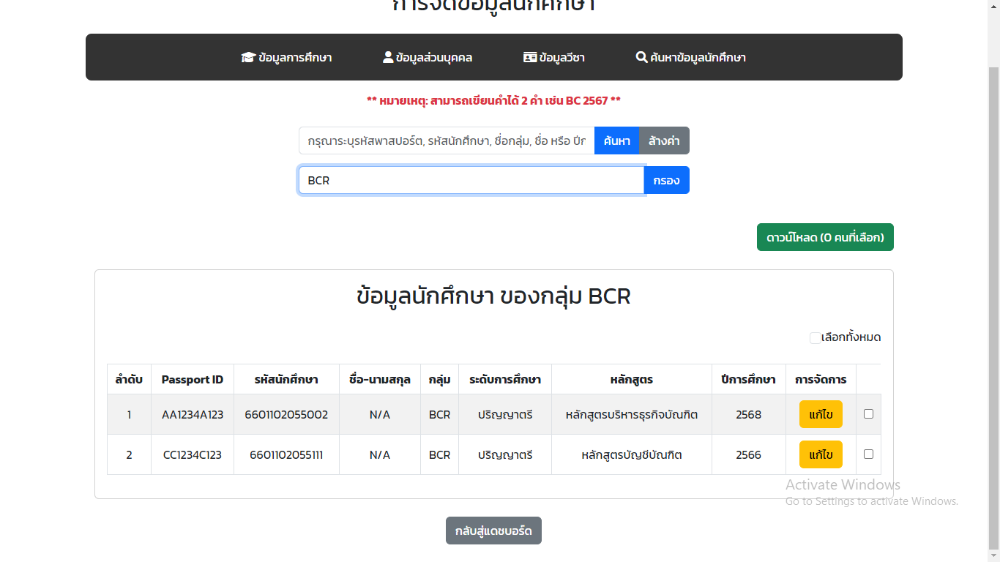 การจัดข้อมูลนักศึกษา
ข้อมูลการศึกษา ข้อมูลส่วนบุคคล ข้อมูลวีซา ค้นหาข้อมูลนักศึกษา
** หมายเหตุ: สามารถเขียนคำได้ 2 คำ เช่น BC 2567 **
กรุณาระบุรหัสพาสปอร์ต, รหัสนักศึกษา, ชื่อกลุ่ม, ชื่อ หรือ ค้นหา ล้างค่า
BCR กรอง
ดาวน์โหลด (0 คนที่เลือก)
ข้อมูลนักศึกษา ของกลุ่ม BCR
เลือกทั้งหมด
ลำดับ Passport ID รหัสนักศึกษา ชื่อ-นามสกุล กลุ่ม ระดับการศึกษา หลักสูตร ปีการศึกษา การจัดการ
1 AA1234A123 6601102055002 N/A BCR ปริญญาตรี หลักสูตรบริหารธุรกิจบัณฑิต 2568 แก้ไข
2 CC1234C123 6601102055111 N/A BCR ปริญญาตรี หลักสูตรบัญชีบัณฑิต 2566 แก้ไข
Activate Windows
Go to Settings to activate Windows.
กลับสู่แดชบอร์ด